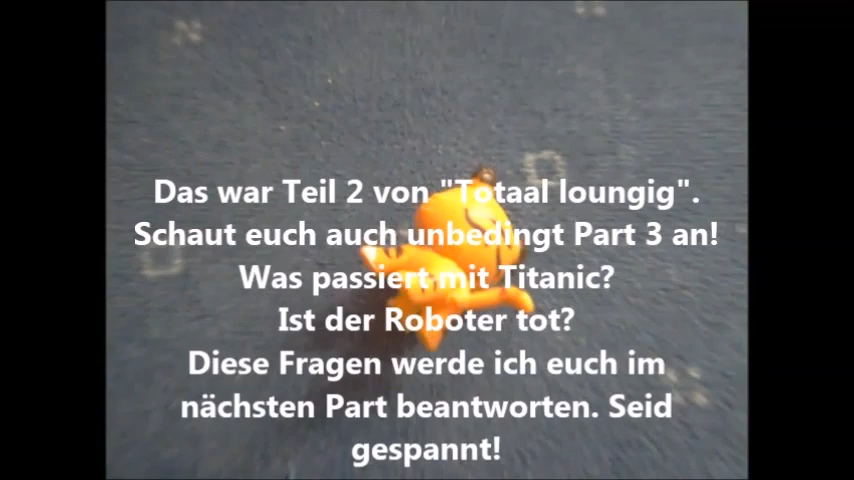 Das war Teil 2 von "Totaal loungig".
Schaut euch auch unbedingt Part 3 an!
Was passiert mit Titanic?
Ist der Roboter tot?
Diese Fragen werde ich euch im
nächsten Part beantworten. Seid
gespannt!